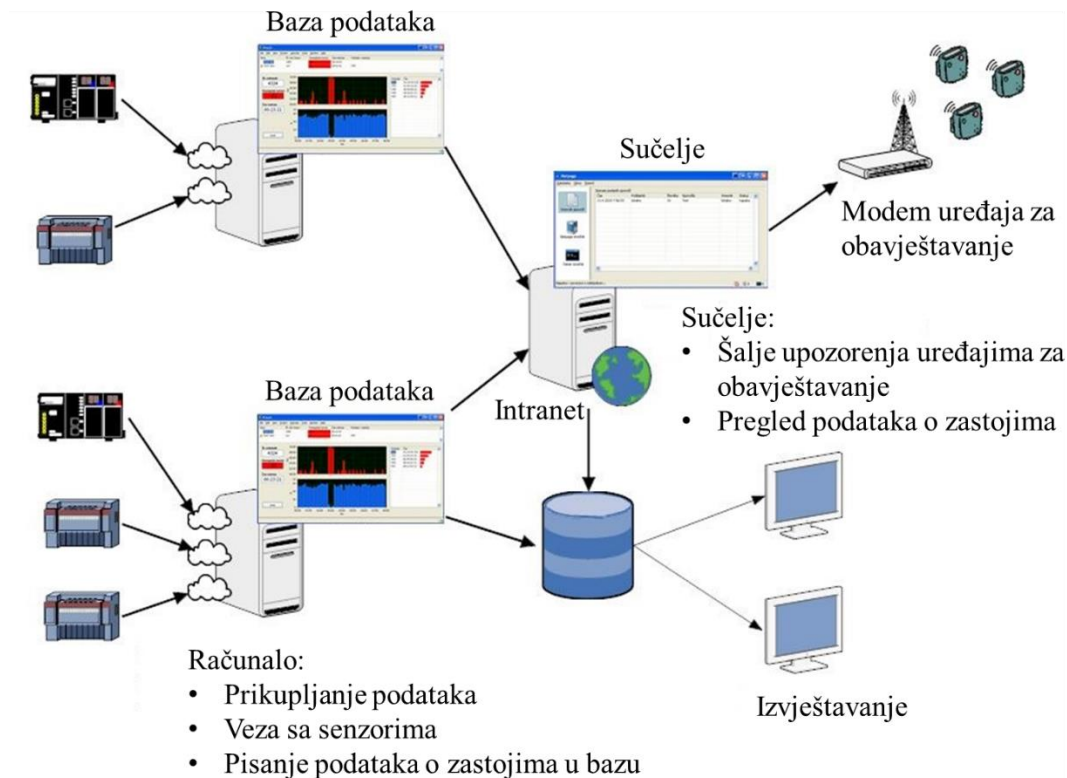 Baza podataka
Sučelje
Modem uređaja za
obavještavanje
Sučelje:
• Šalje upozorenja uređajima za
obavještavanje
• Pregled podataka o zastojima
Baza podataka
Intranet
Računalo:
• Prikupljanje podataka
• Veza sa senzorima
• Pisanje podataka o zastojima u bazu
Izvještavanje